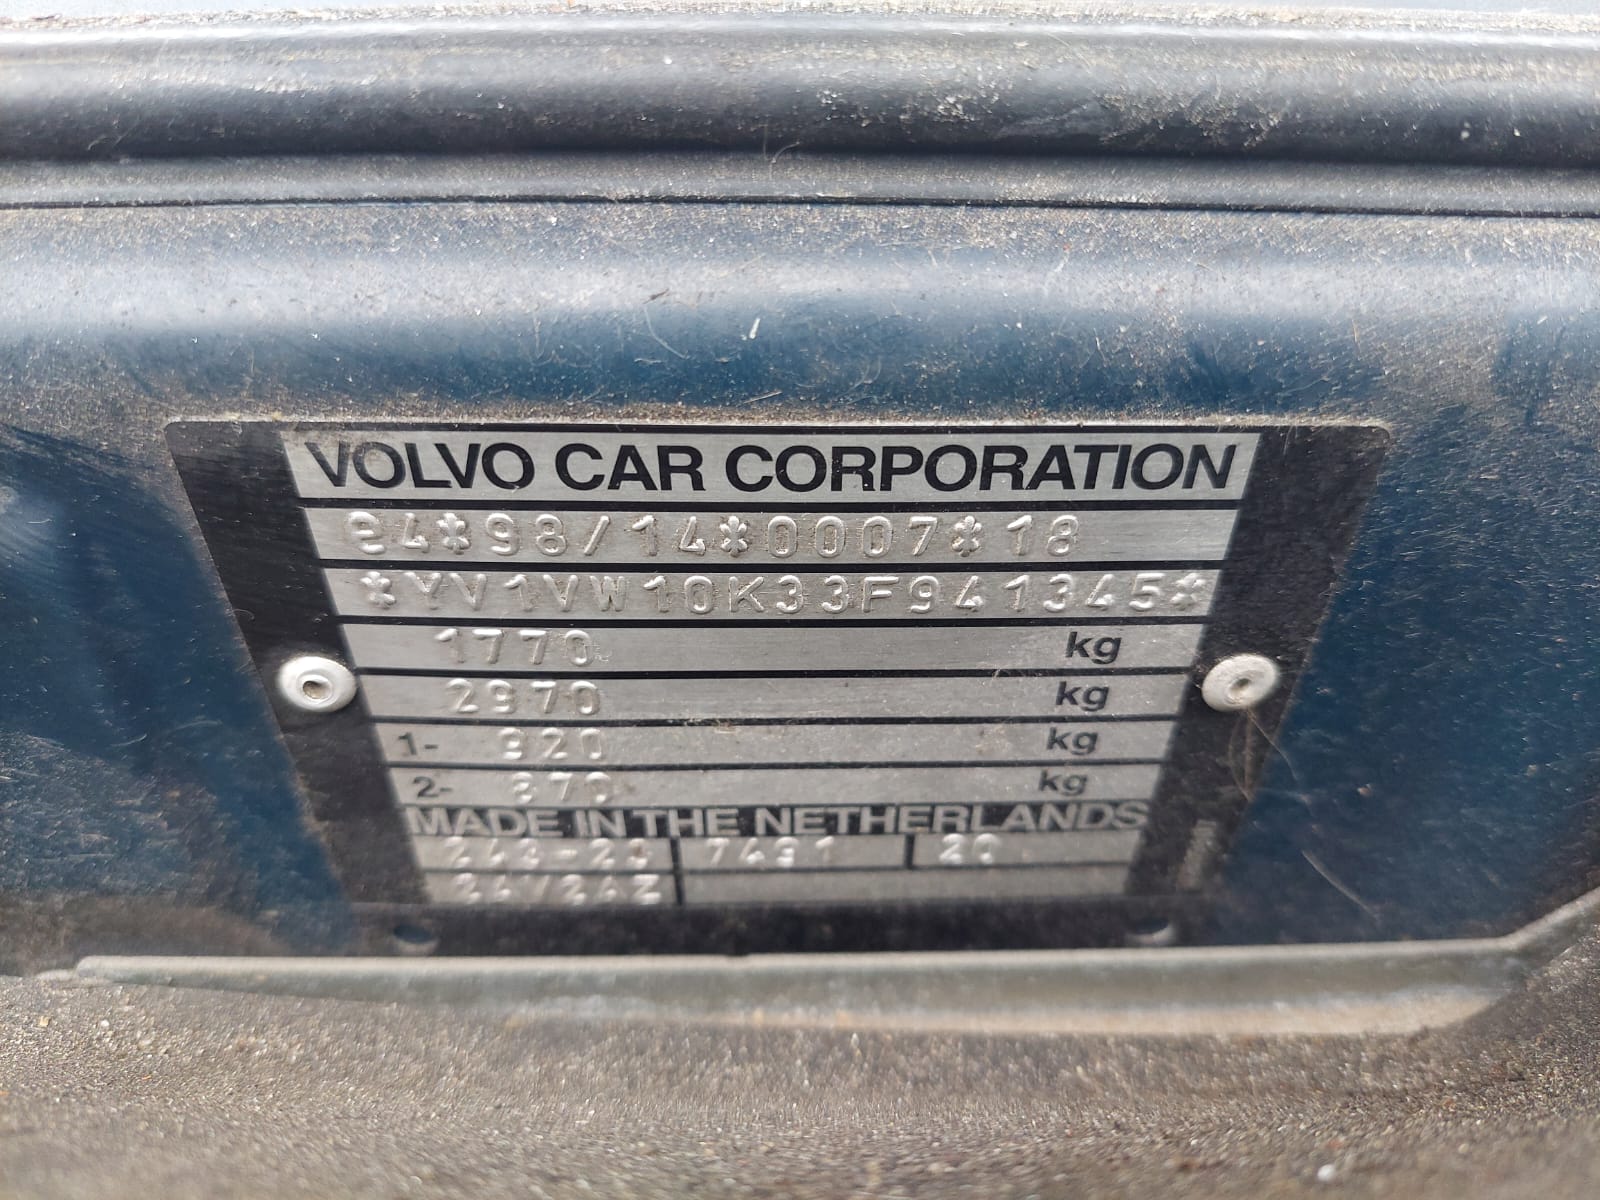 VOLVO CAR CORPORATION
e4*98/14*0007*18
*YV1VW10K33F941345*
1770 kg
2970 kg
1- 920 kg
2- 870 kg
MADE IN THE NETHERLANDS
7491 20